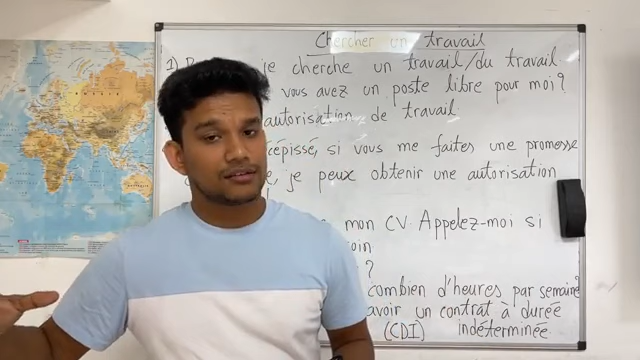 Chercher un travail
1) je cherche un travail/du travail
vous avez un poste libre pour moi?
autorisation de travail
cépissé, si vous me faites une promesse
je peux obtenir une autorisation
mon CV. Appelez-moi si
oin
?
combien d'heures par semaine?
avoir un contrat à durée
(CDI) indéterminée